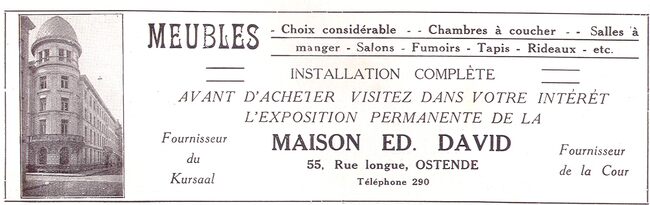 MEUBLES - Choix considérable - - Chambres à coucher - - Salles à
manger - Salons - Fumoirs - Tapis - Rideaux - etc.
INSTALLATION COMPLÈTE
AVANT D'ACHETER VISITEZ DANS VOTRE INTÉRÊT
L'EXPOSITION PERMANENTE DE LA
Fournisseur
du
Kursaal
MAISON ED. DAVID
55, Rue longue, OSTENDE
Téléphone 290
Fournisseur
de la Cour